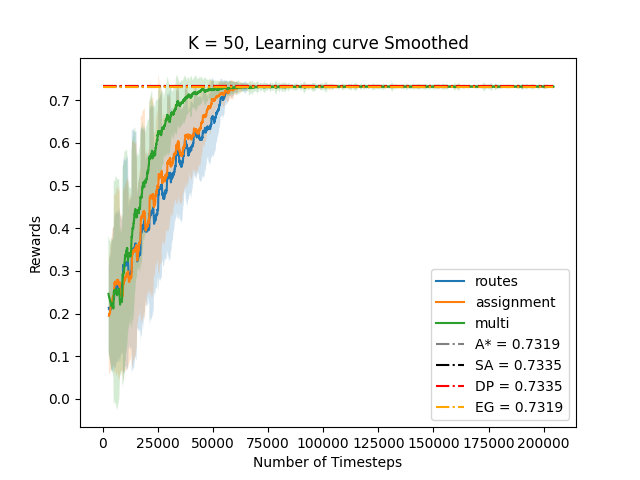 K = 50, Learning curve Smoothed
Rewards
0.7
0.6
0.5
0.4
0.3
0.2
0.1
0.0
routes
assignment
multi
A* = 0.7319
SA = 0.7335
DP = 0.7335
EG = 0.7319
0 25000 50000 75000 100000 125000 150000 175000 200000
Number of Timesteps